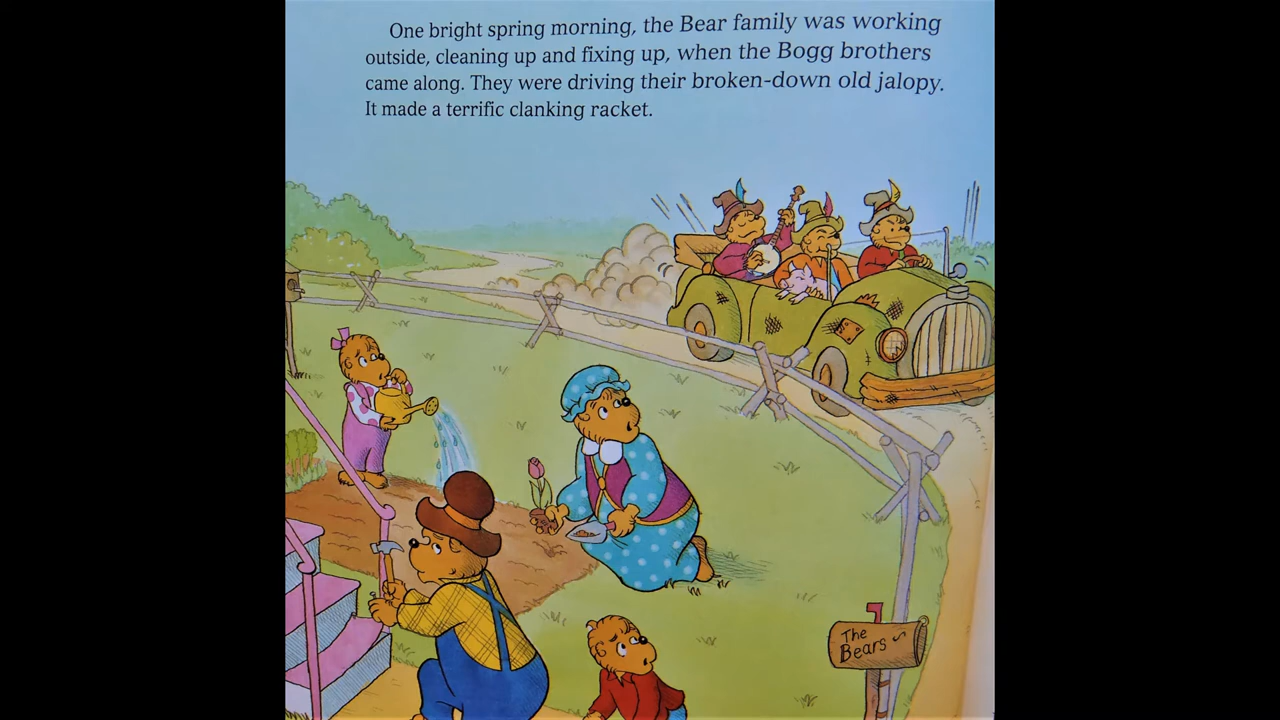 One bright spring morning, the Bear family was working
outside, cleaning up and fixing up, when the Bogg brothers
came along. They were driving their broken-down old jalopy.
It made a terrific clanking racket.
The
Bears